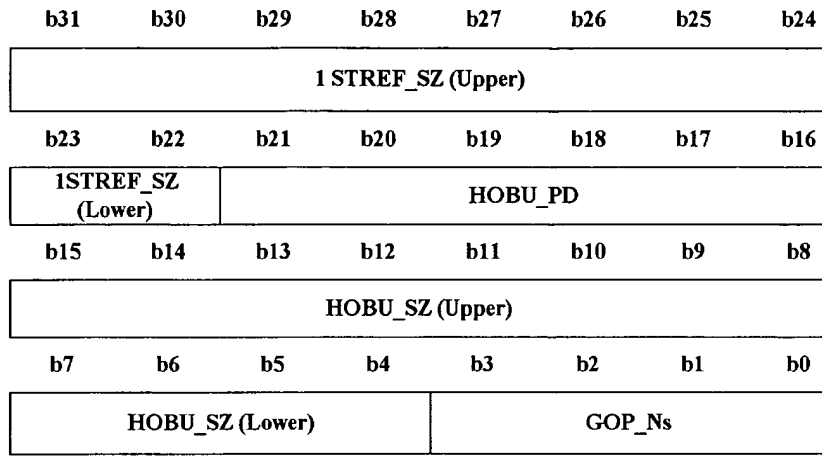 b31 b30 b29 b28 b27 b26 b25 b24
1 STREF_SZ (Upper)
b23 b22 b21 b20 b19 b18 b17 b16
1STREF_SZ
(Lower)
HOBU_PD
b15 b14 b13 b12 b11 b10 b9 b8
HOBU_SZ (Upper)
b7 b6 b5 b4 b3 b2 b1 b0
HOBU_SZ (Lower) GOP_Ns